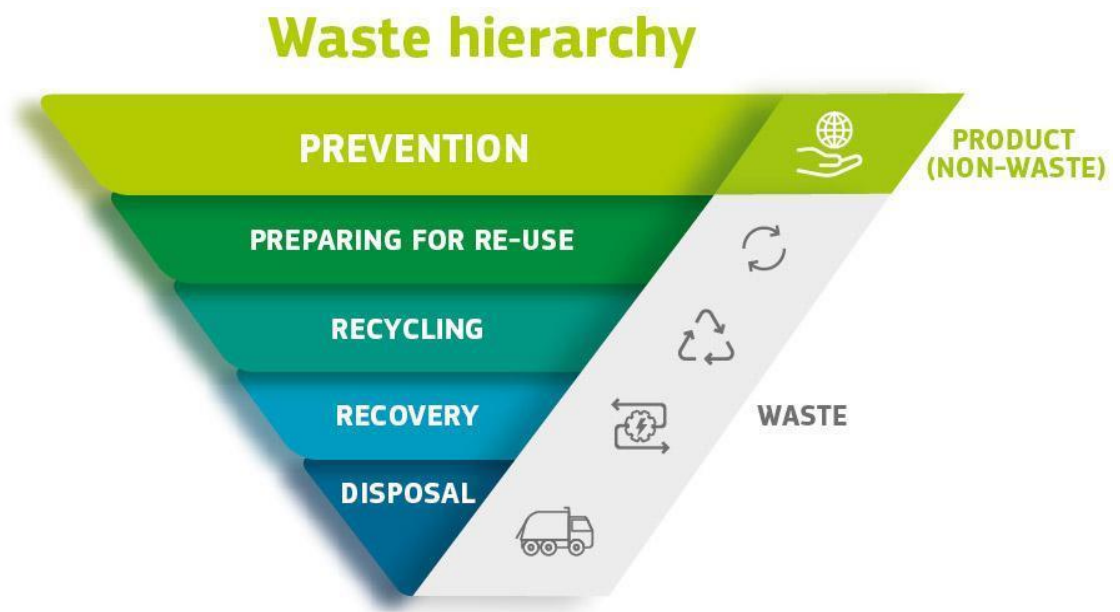 Waste hierarchy
PREVENTION
PRODUCT
(NON-WASTE)
PREPARING FOR RE-USE
RECYCLING
RECOVERY
WASTE
DISPOSAL